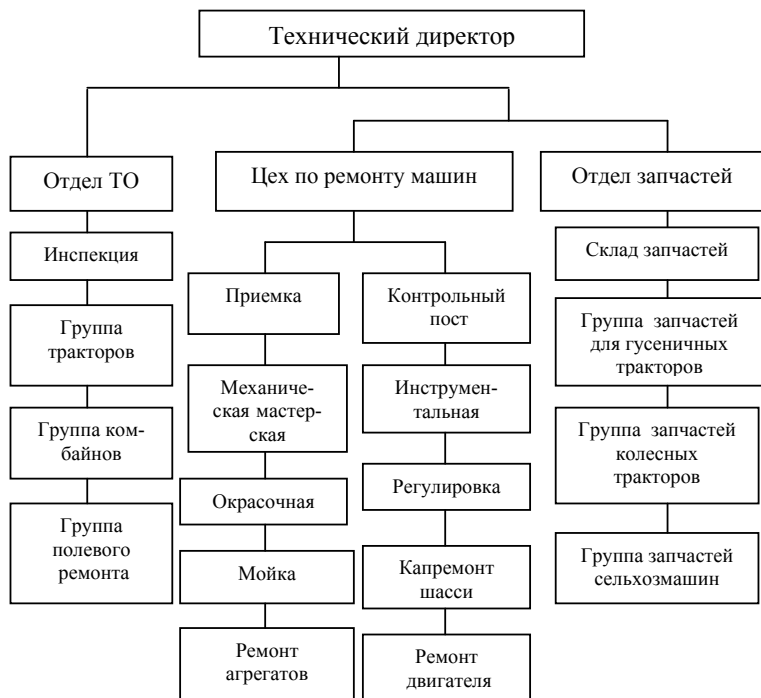 Технический директор
Отдел ТО
Цех по ремонту машин
Отдел запчастей
Инспекция
Группа
тракторов
Группа ком-
байнов
Группа
полевого
ремонта
Приемка
Механиче-
ская мастер-
ская
Окрасочная
Мойка
Ремонт
агрегатов
Контрольный
пост
Инструмен-
тальная
Регулировка
Капремонт
шасси
Ремонт
двигателя
Склад запчастей
Группа запчастей
для гусеничных
тракторов
Группа запчастей
колесных
тракторов
Группа запчастей
сельхозмашин